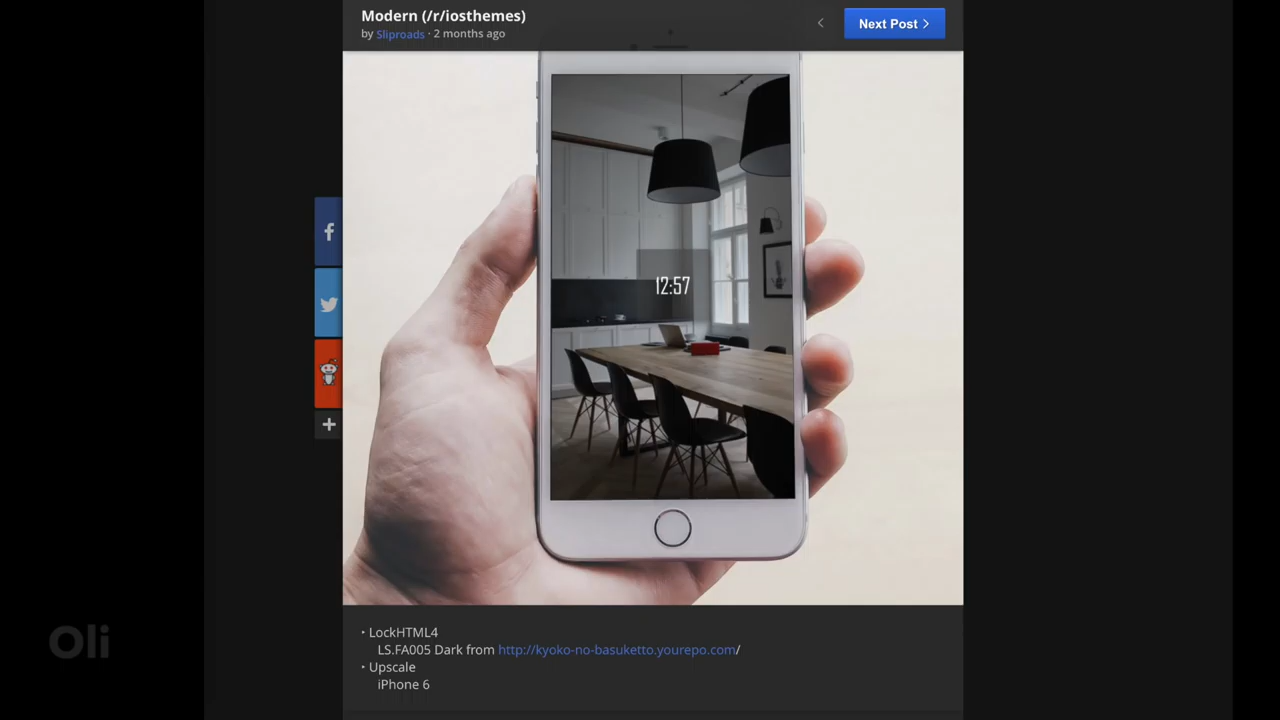 Modern (/r/iosthemes)
by Sliproads · 2 months ago
Next Post
12:57
‣ LockHTML4
LS.FA005 Dark from http://kyoko-no-basuketto.yourepo.com/
‣ Upscale
iPhone 6
Oli